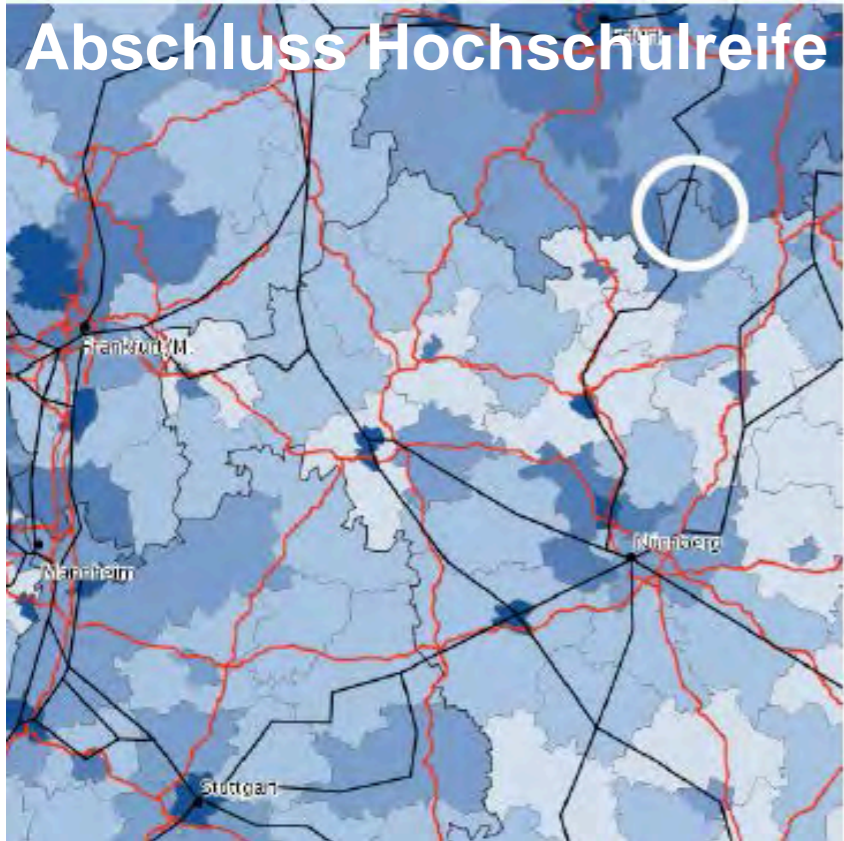 Abschluss Hochschulreife
Frankfurt/M.
Nürnberg
Mannheim
Stuttgart